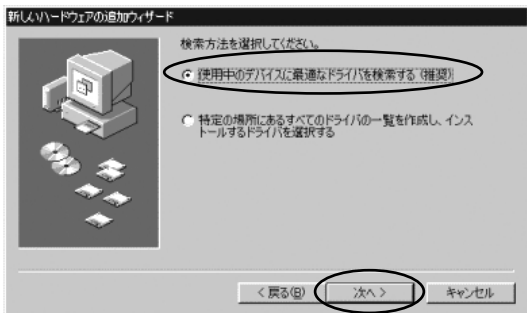 新しいハードウェアの追加ウィザード
検索方法を選択してください。
使用中のデバイスに最適なドライバを検索する（推奨）
特定の場所にあるすべてのドライバの一覧を作成し、インス
トールするドライバを選択する
< 戻る(B) 次へ > キャンセル